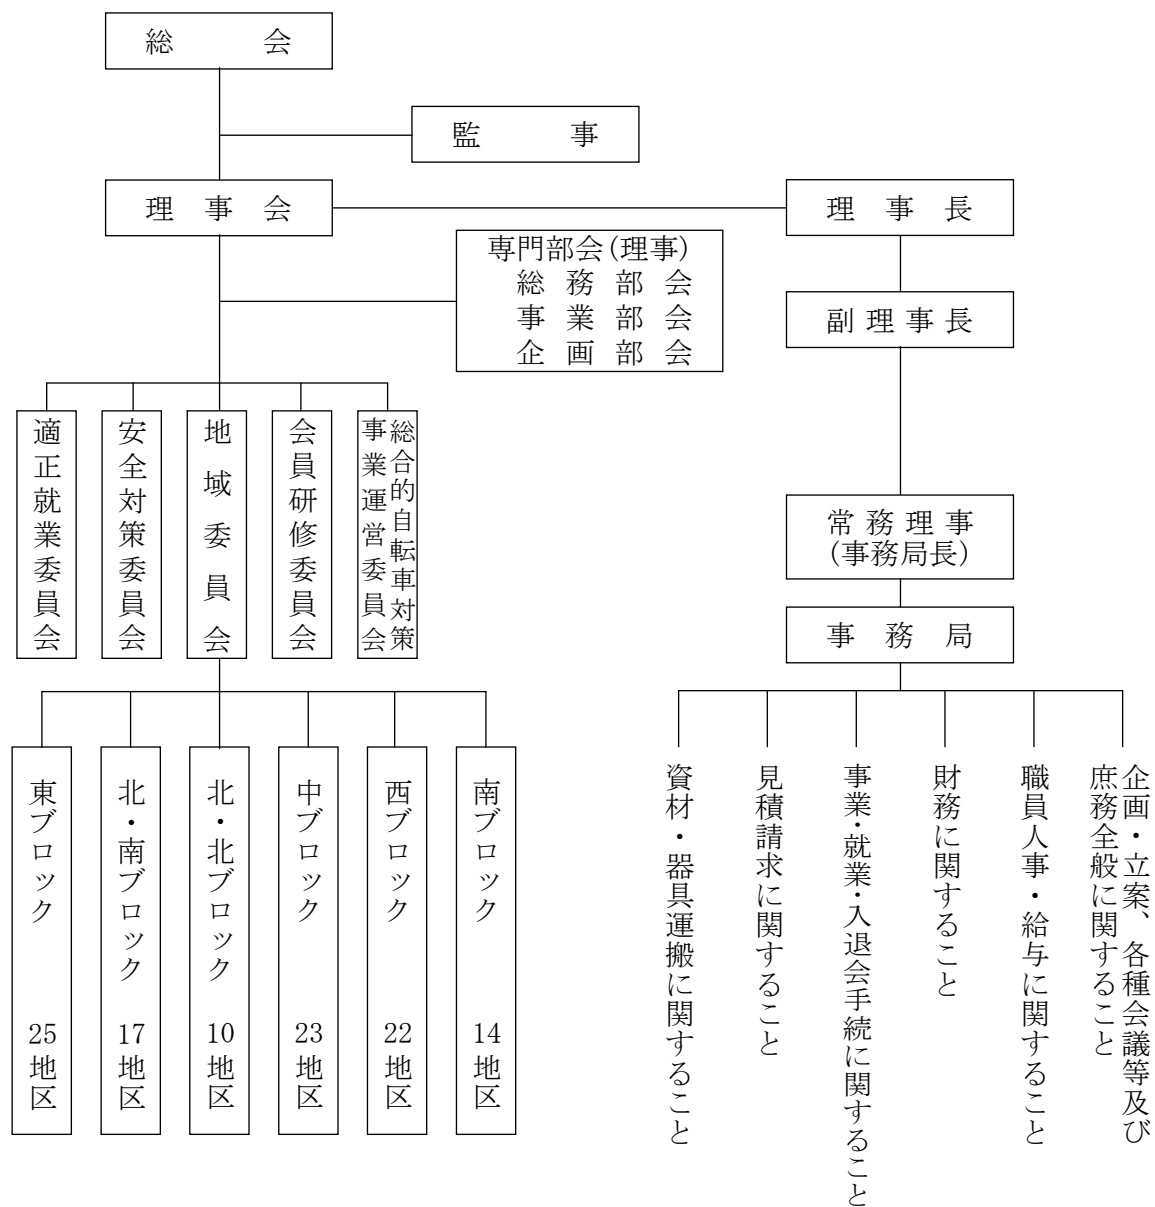 総会
監事
理事会
理事長
専門部会(理事)
総務部会
事業部会
企画部会
副理事長
常務理事
(事務局長)
事務局
適正就業委員会
安全対策委員会
地域委員会
会員研修委員会
総合的自転車対策
事業運営委員会
東ブロック 25地区
北・南ブロック 17地区
北・北ブロック 10地区
中ブロック 23地区
西ブロック 22地区
南ブロック 14地区
資材・器具運搬に関すること
見積請求に関すること
事業・就業・入退会手続に関すること
財務に関すること
職員人事・給与に関すること
企画・立案、各種会議等及び
庶務全般に関すること